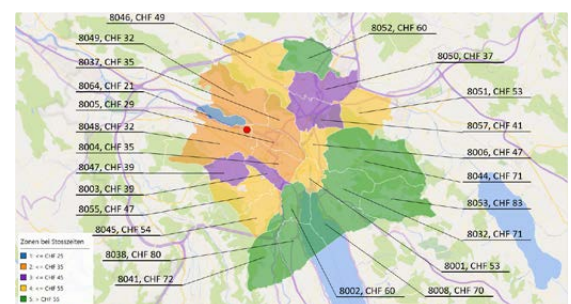 8046, CHF 49
8052, CHF 60
8049, CHF 32
8050, CHF 37
8037, CHF 35
8064, CHF 21
8051, CHF 53
8005, CHF 29
8057, CHF 41
8048, CHF 32
8006, CHF 47
8004, CHF 35
8047, CHF 39
8044, CHF 71
8003, CHF 39
8053, CHF 83
8055, CHF 47
8045, CHF 54
8032, CHF 71
8038, CHF 80
8001, CHF 53
8041, CHF 72
8002, CHF 60
8008, CHF 70
Zonen bei Stosszeiten
1: <= CHF 25
2: <= CHF 35
3: <= CHF 45
4: <= CHF 55
5: > CHF 55